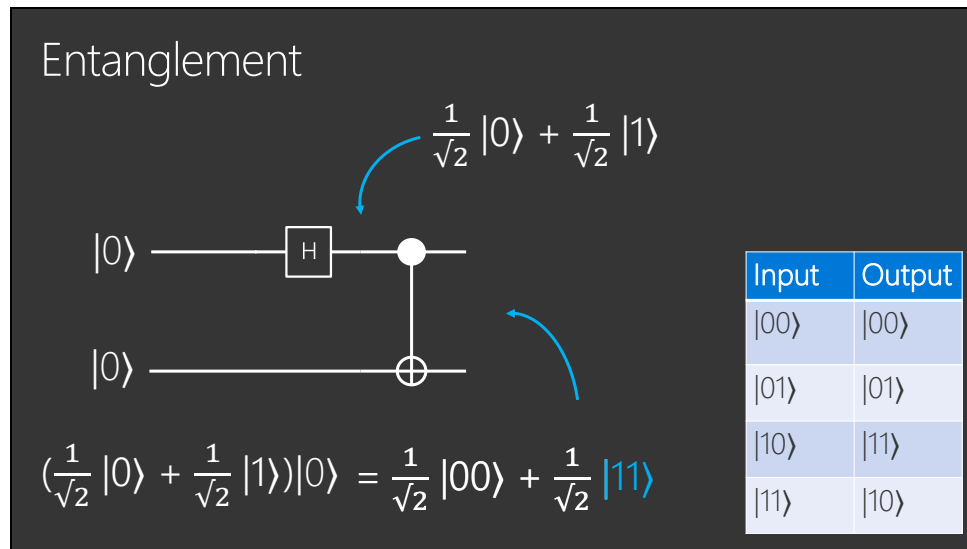 Entanglement
1/√2 |0⟩ + 1/√2 |1⟩
|0⟩
H
|0⟩
(1/√2 |0⟩ + 1/√2 |1⟩)|0⟩ = 1/√2 |00⟩ + 1/√2 |11⟩
Input Output
|00⟩ |00⟩
|01⟩ |01⟩
|10⟩ |11⟩
|11⟩ |10⟩